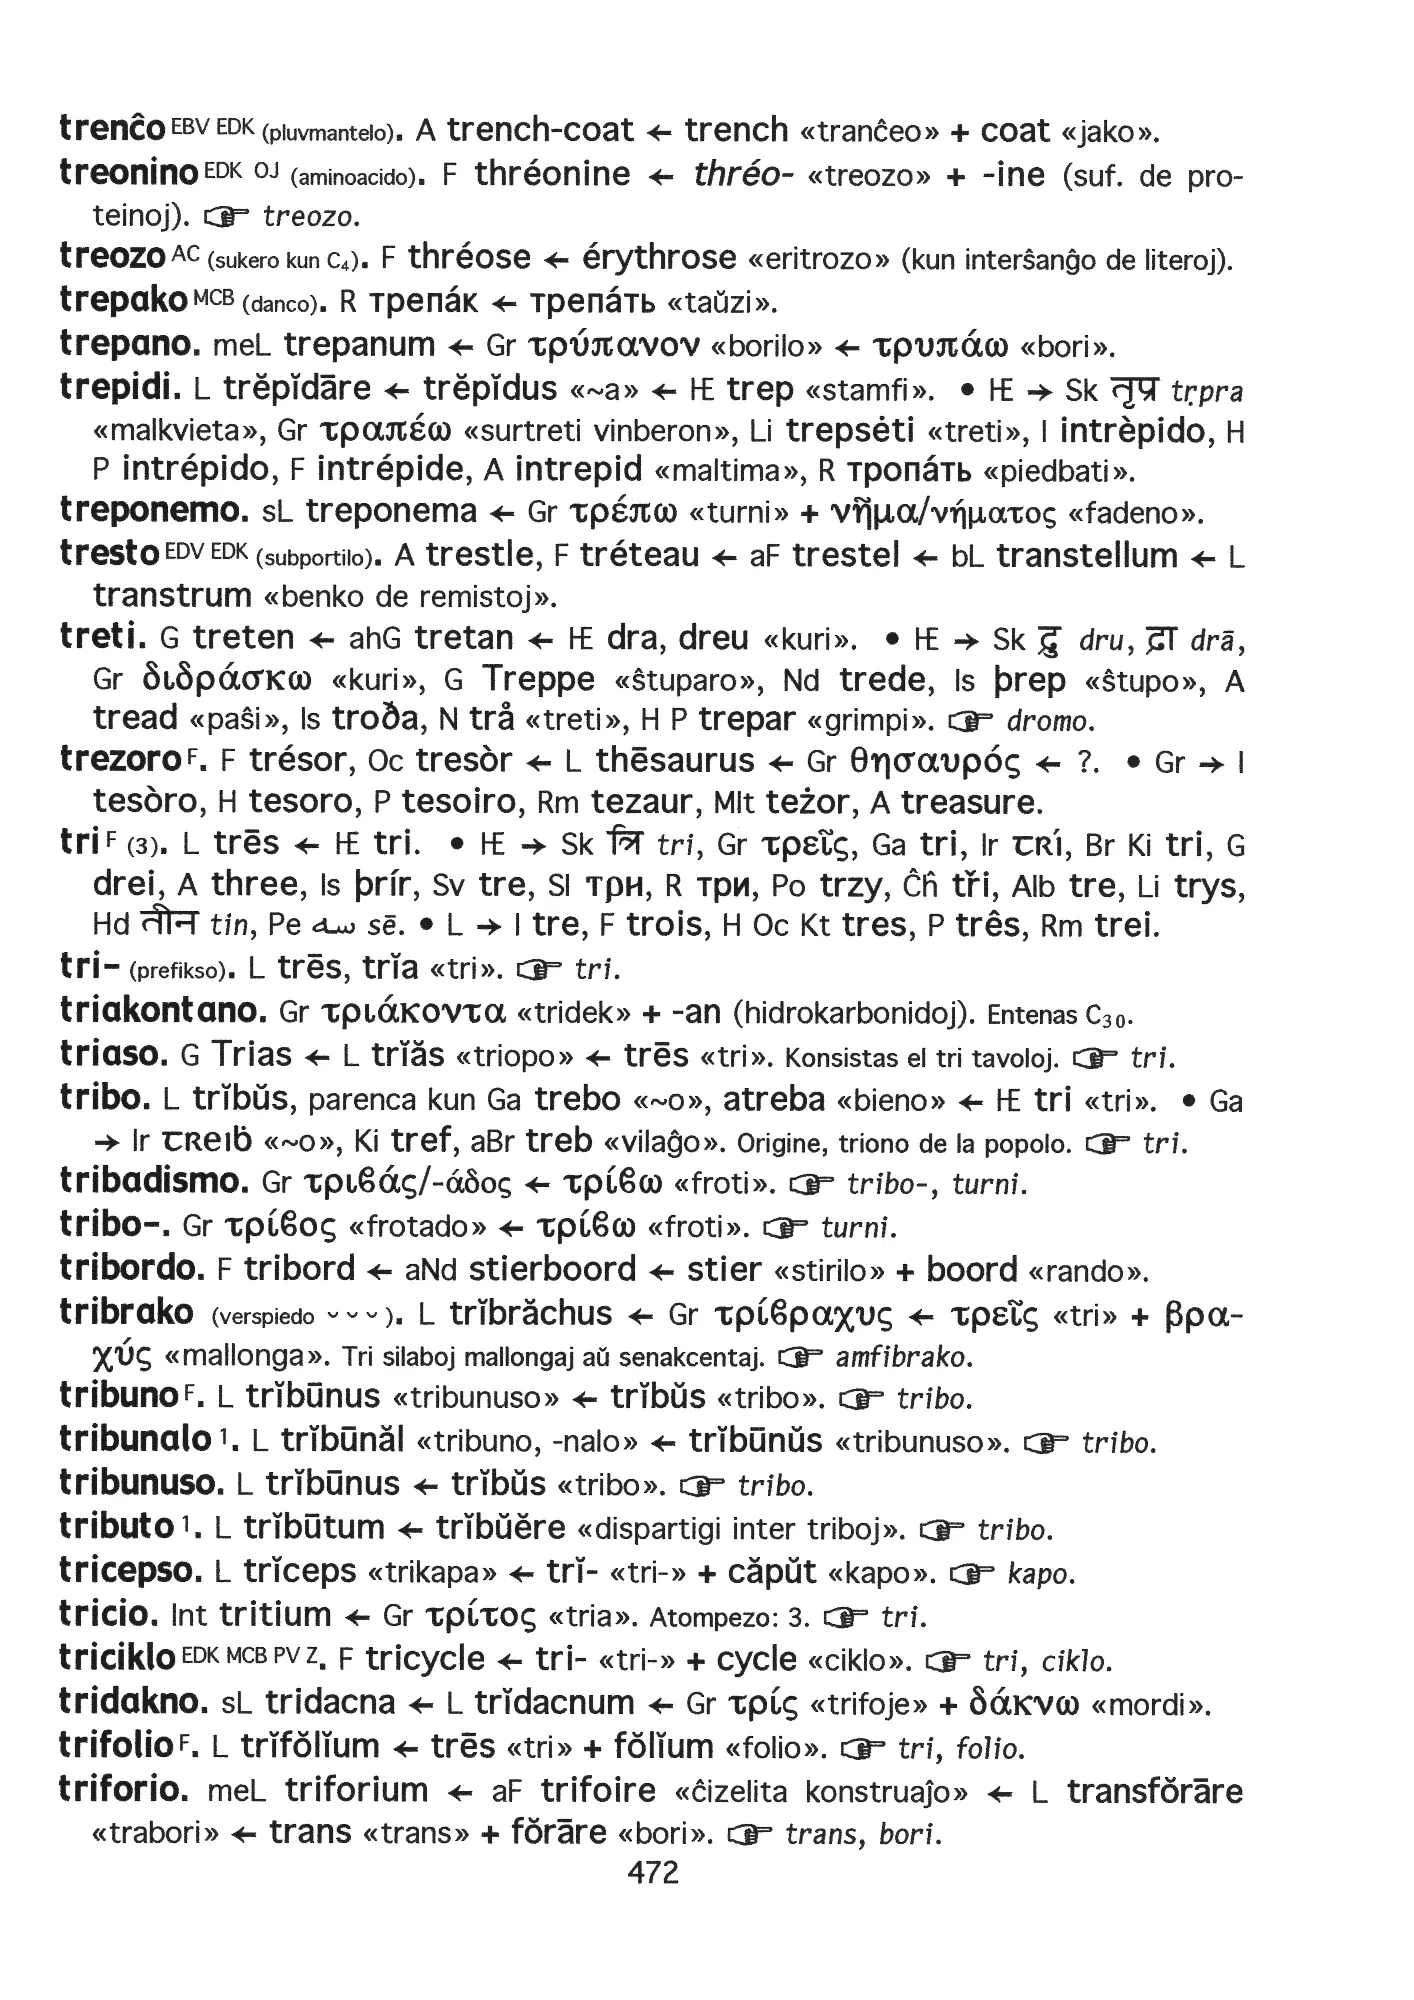 trenĉo EBV EDK (pluvmantelo). A trench-coat ← trench «tranĉeo» + coat «jako».
treonino EDK OJ (aminoacido). F thréonine ← thréo- «treozo» + -ine (suf. de pro-
teinoj). ☞ treozo.
treozo AC (sukero kun C₄). F thréose ← érythrose «eritrozo» (kun interŝanĝo de literoj).
trepako MCB (danco). R трепáк ← трепáть «taŭzi».
trepano. meL trepanum ← Gr τρύπανον «borilo» ← τρυπάω «bori».
trepidi. L trĕpĭdāre ← trĕpĭdus «~a» ← IE trep «stamfi». • IE → Sk तृप्र tṛpra
«malkvieta», Gr τραπέω «surtreti vinberon», Li trepsėti «treti», I intrèpido, H
P intrépido, F intrépide, A intrepid «maltima», R тропáть «piedbati».
treponemo. sL treponema ← Gr τρέπω «turni» + νῆμα/νήματος «fadeno».
tresto EDV EDK (subportilo). A trestle, F tréteau ← aF trestel ← bL transtellum ← L
transtrum «benko de remistoj».
treti. G treten ← ahG tretan ← IE dra, dreu «kuri». • IE → Sk द्रु dru, द्रा drā,
Gr διδράσκω «kuri», G Treppe «ŝtuparo», Nd trede, Is þrep «ŝtupo», A
tread «paŝi», Is troða, N trå «treti», H P trepar «grimpi». ☞ dromo.
trezoro F. F trésor, Oc tresòr ← L thēsaurus ← Gr θησαυρός ← ?. • Gr → I
tesòro, H tesoro, P tesoiro, Rm tezaur, Mlt teżor, A treasure.
tri F (3). L trēs ← IE tri. • IE → Sk त्रि tri, Gr τρεῖς, Ga tri, Ir trí, Br Ki tri, G
drei, A three, Is þrír, Sv tre, Sl три, R три, Po trzy, Ĉĥ tři, Alb tre, Li trys,
Hd तीन tin, Pe سه sē. • L → I tre, F trois, H Oc Kt tres, P três, Rm trei.
tri- (prefikso). L trēs, trĭa «tri». ☞ tri.
triakontano. Gr τριάκοντα «tridek» + -an (hidrokarbonidoj). Entenas C₃₀.
triaso. G Trias ← L trĭăs «triopo» ← trēs «tri». Konsistas el tri tavoloj. ☞ tri.
tribo. L trĭbŭs, parenca kun Ga trebo «~o», atreba «bieno» ← IE tri «tri». • Ga
→ Ir treiḃ «~o», Ki tref, aBr treb «vilaĝo». Origine, triono de la popolo. ☞ tri.
tribadismo. Gr τριϐάς/-άδος ← τρίϐω «froti». ☞ tribo-, turni.
tribo-. Gr τρίϐος «frotado» ← τρίϐω «froti». ☞ turni.
tribordo. F tribord ← aNd stierboord ← stier «stirilo» + boord «rando».
tribrako (verspiedo ˘ ˘ ˘ ). L trĭbrăchus ← Gr τρίϐραχυς ← τρεῖς «tri» + βρα-
χύς «mallonga». Tri silaboj mallongaj aŭ senakcentaj. ☞ amfibrako.
tribuno F. L trĭbūnus «tribunuso» ← trĭbŭs «tribo». ☞ tribo.
tribunalo 1. L trĭbūnăl «tribuno, -nalo» ← trĭbūnŭs «tribunuso». ☞ tribo.
tribunuso. L trĭbūnus ← trĭbŭs «tribo». ☞ tribo.
tributo 1. L trĭbūtum ← trĭbŭĕre «dispartigi inter triboj». ☞ tribo.
tricepso. L trĭceps «trikapa» ← trĭ- «tri-» + căpŭt «kapo». ☞ kapo.
tricio. Int tritium ← Gr τρίτος «tria». Atompezo: 3. ☞ tri.
triciklo EDK MCB PV Z. F tricycle ← tri- «tri-» + cycle «ciklo». ☞ tri, ciklo.
tridakno. sL tridacna ← L trĭdacnum ← Gr τρίς «trifoje» + δάκνω «mordi».
trifolio F. L trĭfŏlĭum ← trēs «tri» + fŏlĭum «folio». ☞ tri, folio.
triforio. meL triforium ← aF trifoire «ĉizelita konstruaĵo» ← L transfŏrāre
«trabori» ← trans «trans» + fŏrāre «bori». ☞ trans, bori.
472